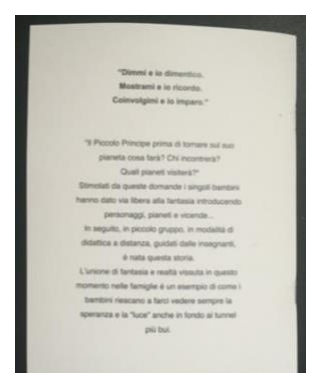 "Dimmi e io dimentico.
Mostrami e io ricordo.
Coinvolgimi e io imparo."
"Il Piccolo Principe prima di tornare sul suo
pianeta cosa farà? Chi incontrerà?
Quali pianeti visiterà?"
Stimolati da queste domande i singoli bambini
hanno dato via libera alla fantasia introducendo
personaggi, pianeti e vicende...
In seguito, in piccolo gruppo, in modalità di
didattica a distanza, guidati dalle insegnanti,
è nata questa storia.
L'unione di fantasia e realtà vissuta in questo
momento nelle famiglie è un esempio di come i
bambini riescano a farci vedere sempre la
speranza e la "luce" anche in fondo ai tunnel
più bui.